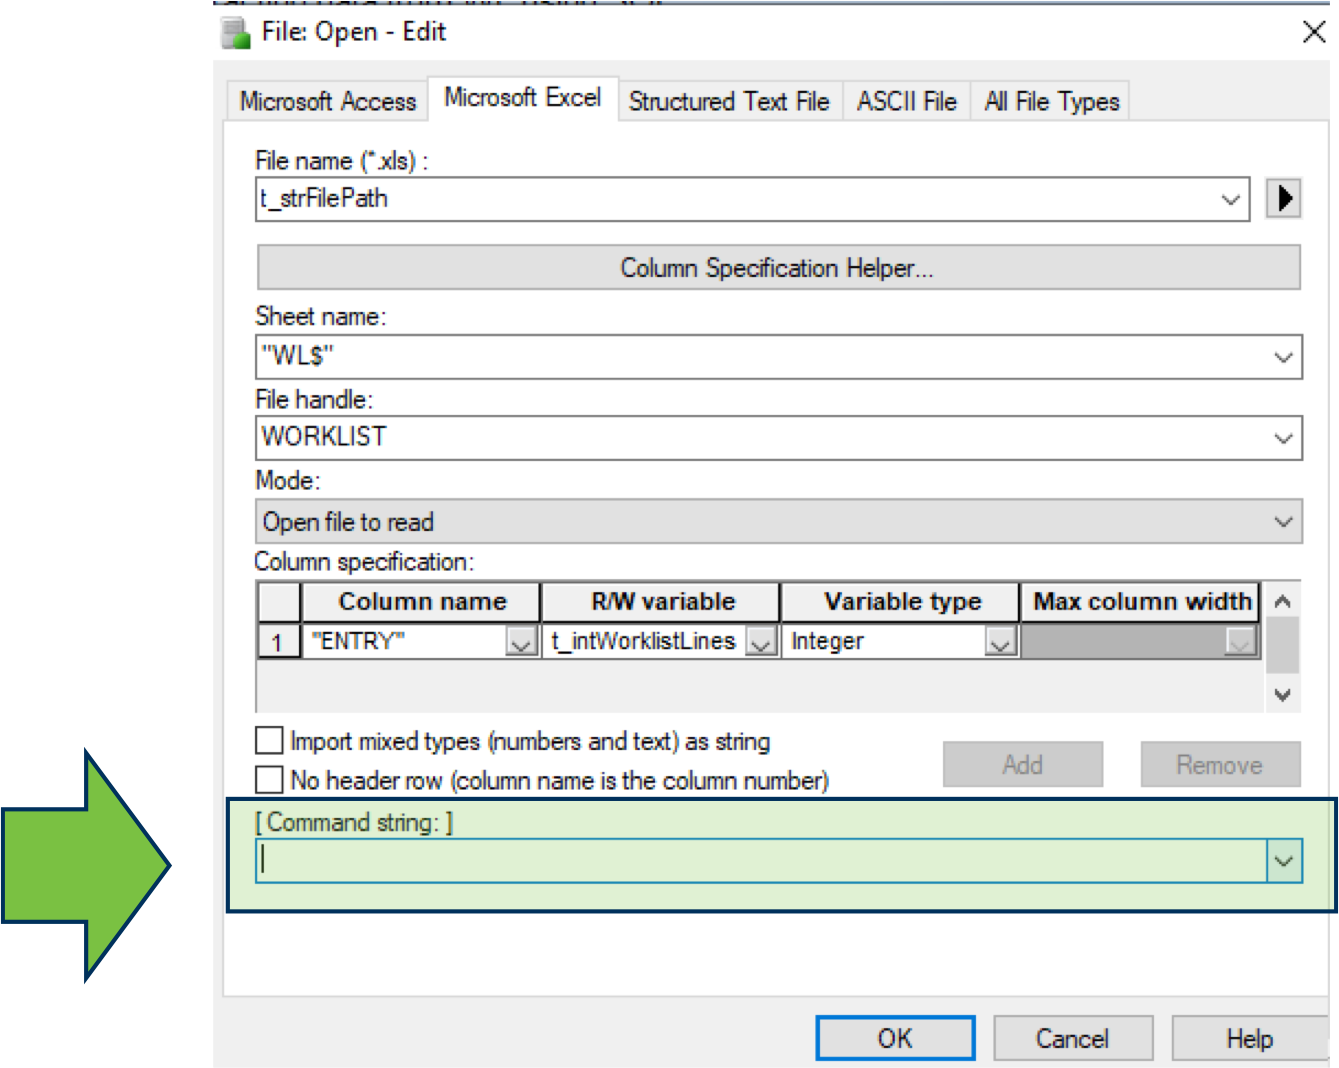 File: Open - Edit
Microsoft Access
Microsoft Excel
Structured Text File
ASCII File
All File Types
File name (*.xls) :
t_strFilePath
Column Specification Helper...
Sheet name:
"WL$"
File handle:
WORKLIST
Mode:
Open file to read
Column specification:
Column name R/W variable Variable type Max column width
1 "ENTRY" t_intWorklistLines Integer
Import mixed types (numbers and text) as string
Add Remove
No header row (column name is the column number)
[ Command string: ]
OK Cancel Help